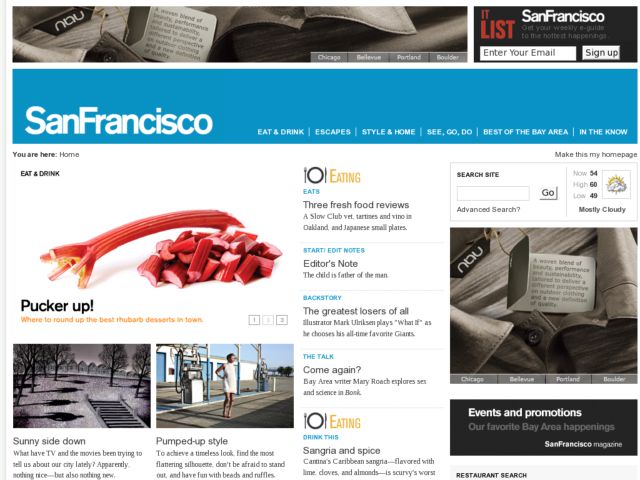 nau
A woven blend of
beauty, performance
and sustainability,
tailored to deliver a
different perspective
on outdoor clothing
and a new definition
of quality.
Chicago
Bellevue
Portland
Boulder
IT
LIST
SanFrancisco
Get your weekly e-guide
to the hottest happenings.
Enter Your Email
Sign up
SanFrancisco
EAT & DRINK | ESCAPES | STYLE & HOME | SEE, GO, DO | BEST OF THE BAY AREA | IN THE KNOW
You are here: Home
Make this my homepage
EAT & DRINK
Pucker up!
Where to round up the best rhubarb desserts in town.
1 2 3
Sunny side down
What have TV and the movies been trying to
tell us about our city lately? Apparently,
nothing nice—but also nothing new.
Pumped-up style
To achieve a timeless look, find the most
flattering silhouette, don't be afraid to stand
out, and have fun with beads and ruffles.
EATING
EATS
Three fresh food reviews
A Slow Club vet, tartines and vino in
Oakland, and Japanese small plates.
START/ EDIT NOTES
Editor's Note
The child is father of the man.
BACKSTORY
The greatest losers of all
Illustrator Mark Ulriksen plays "What If" as
he chooses his all-time favorite Giants.
THE TALK
Come again?
Bay Area writer Mary Roach explores sex
and science in Bonk.
EATING
DRINK THIS
Sangria and spice
Cantina's Caribbean sangria—flavored with
lime, cloves, and almonds—is scurvy's worst
SEARCH SITE
Go
Advanced Search?
Now 54
High 60
Low 49
Mostly Cloudy
nau
A woven blend of
beauty, performance
and sustainability,
tailored to deliver a
different perspective
on outdoor clothing
and a new definition
of quality.
Chicago
Bellevue
Portland
Boulder
Events and promotions
Our favorite Bay Area happenings
SanFrancisco magazine
RESTAURANT SEARCH